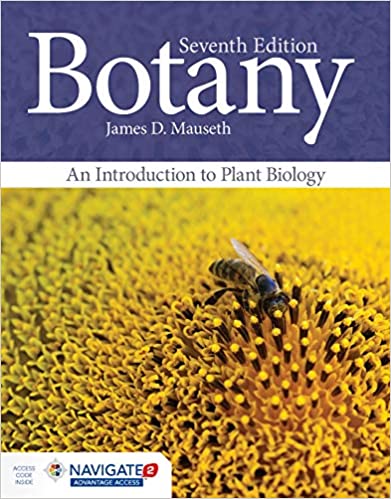 Seventh Edition
Botany
James D. Mauseth
An Introduction to Plant Biology
ACCESS
CODE
INSIDE
NAVIGATE 2
ADVANTAGE ACCESS